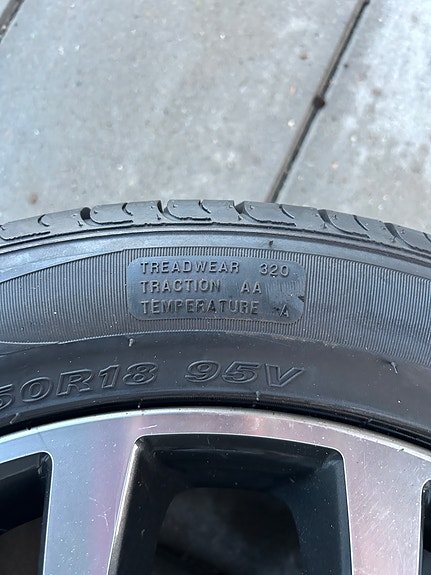 TREADWEAR 320
TRACTION AA
TEMPERATURE A
50R18 95V